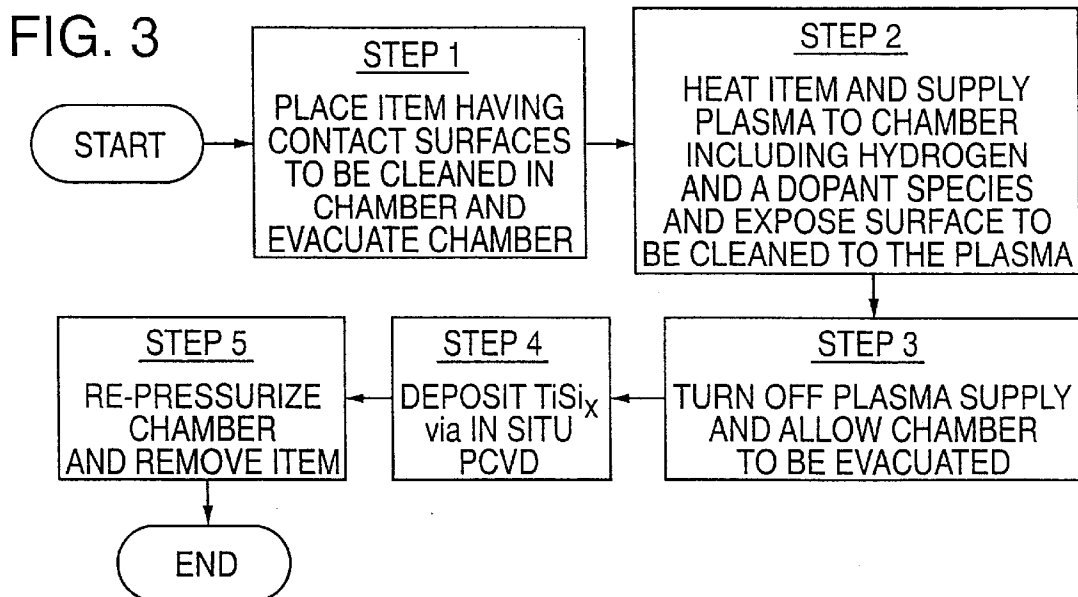 FIG. 3
START
STEP 1
PLACE ITEM HAVING
CONTACT SURFACES
TO BE CLEANED IN
CHAMBER AND
EVACUATE CHAMBER
STEP 2
HEAT ITEM AND SUPPLY
PLASMA TO CHAMBER
INCLUDING HYDROGEN
AND A DOPANT SPECIES
AND EXPOSE SURFACE TO
BE CLEANED TO THE PLASMA
STEP 3
TURN OFF PLASMA SUPPLY
AND ALLOW CHAMBER
TO BE EVACUATED
STEP 4
DEPOSIT TiSiX
via IN SITU
PCVD
STEP 5
RE-PRESSURIZE
CHAMBER
AND REMOVE ITEM
END